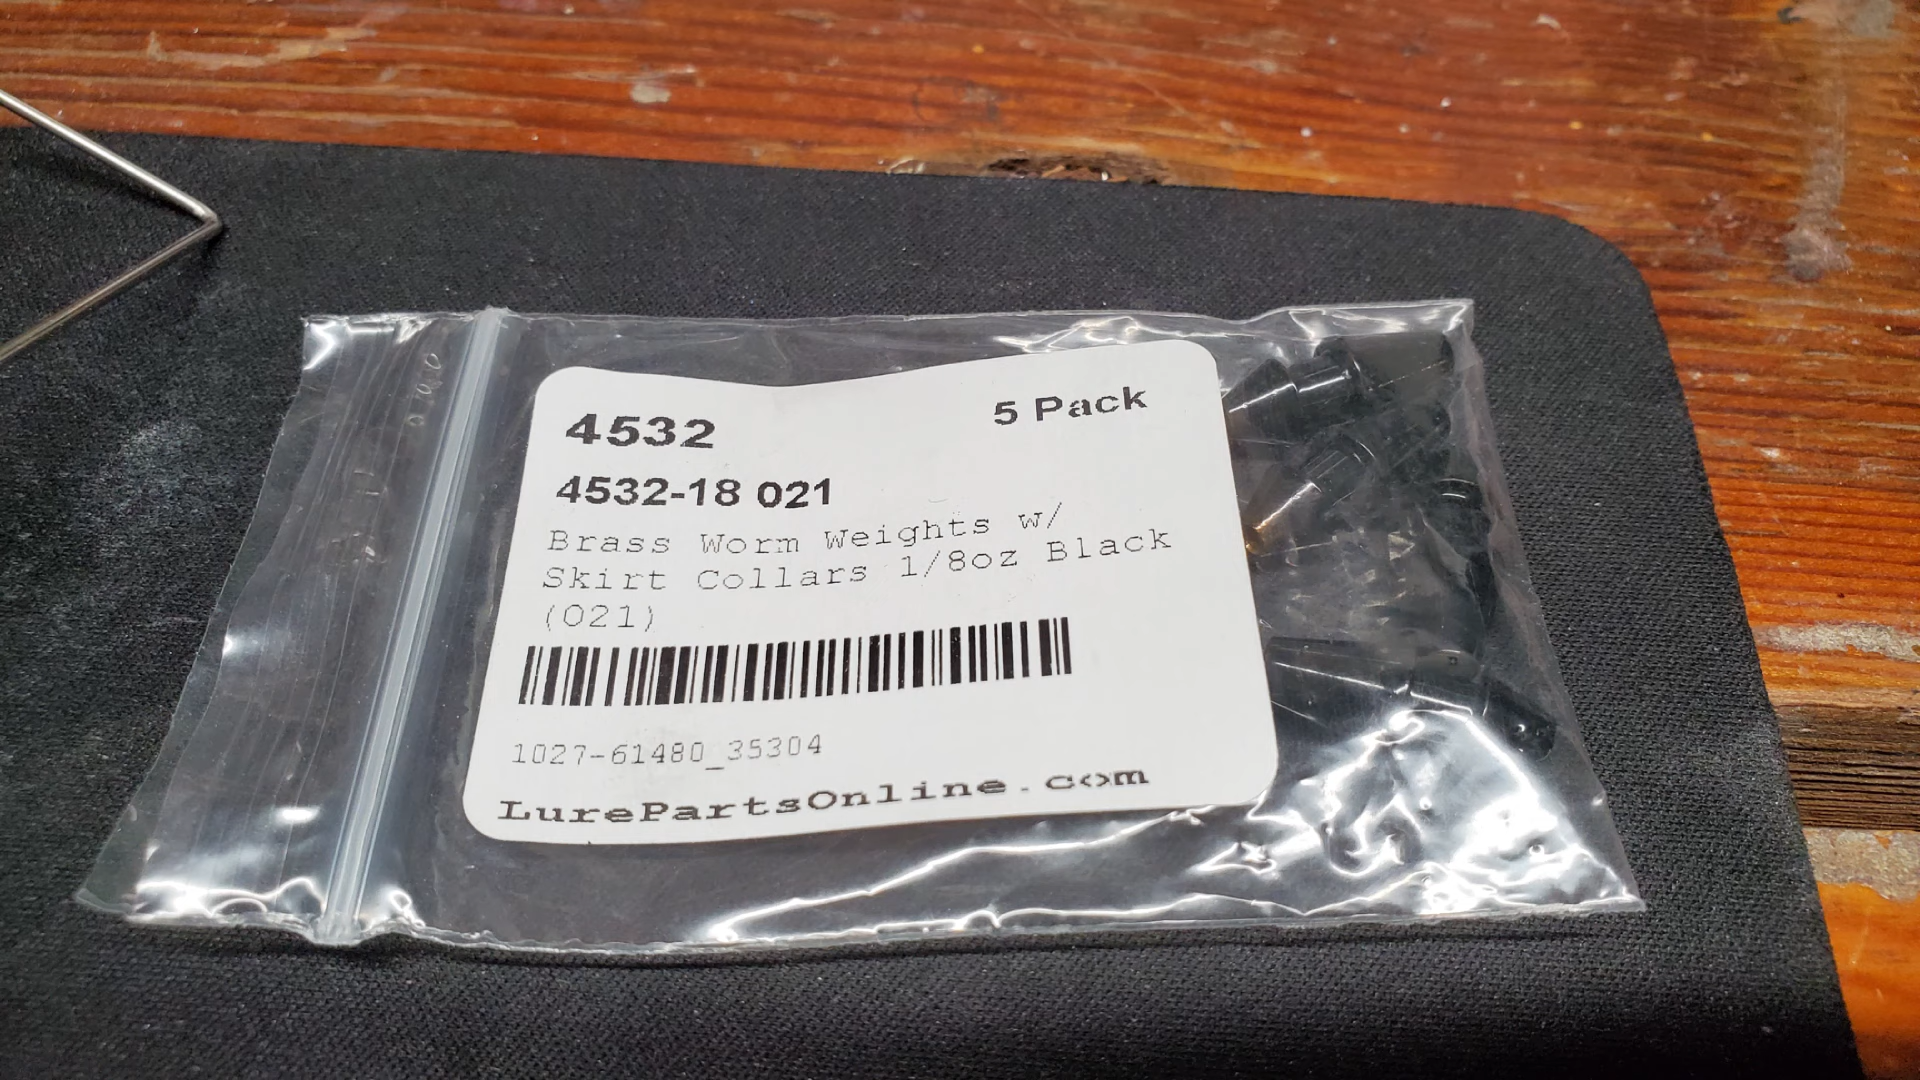 4532 5 Pack
4532-18 021
Brass Worm Weights w/
Skirt Collars 1/8oz Black
(021)
1027-61480_35304
LurePartsOnline.com